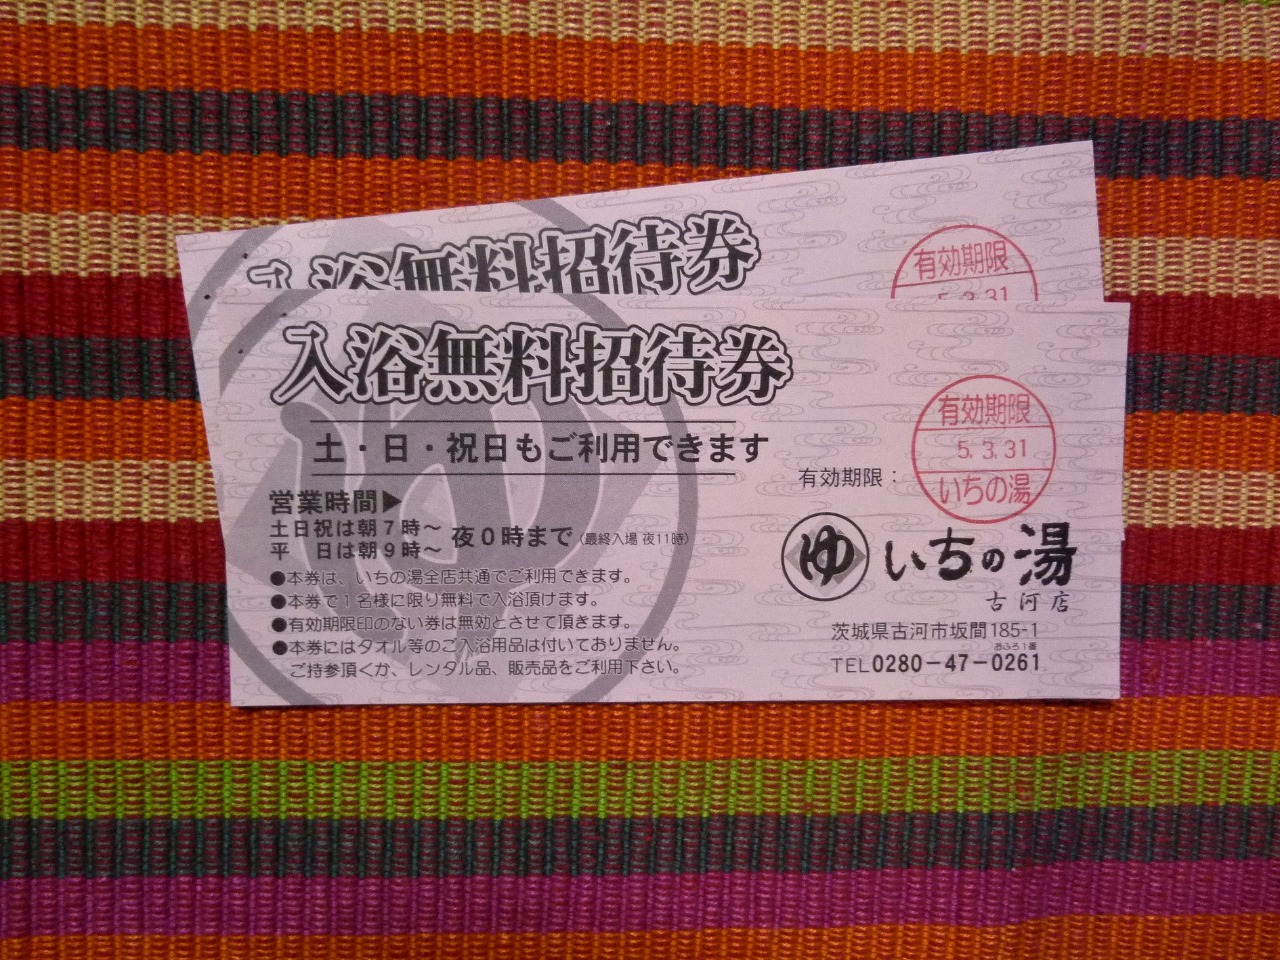 入浴無料招待券
有効期限
5.3.31
入浴無料招待券
土・日・祝日もご利用できます
営業時間▶
土日祝は朝7時～
平　日は朝9時～
夜0時まで(最終入場 夜11時)
●本券は、いちの湯全店共通でご利用できます。
●本券で1名様に限り無料で入浴頂けます。
●有効期限印のない券は無効とさせて頂きます。
●本券にはタオル等のご入浴用品は付いておりません。
ご持参頂くか、レンタル品、販売品をご利用下さい。
有効期限：
有効期限
5.3.31
いちの湯
ゆ いちの湯
古河店
茨城県古河市坂間185-1
おふろ1番
TEL0280-47-0261
ゆ